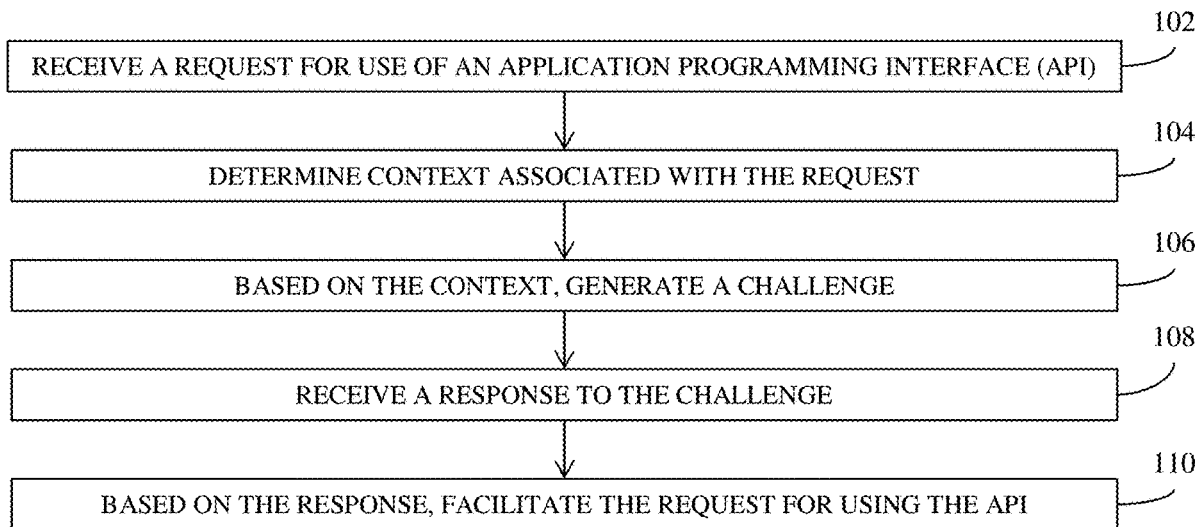 102
RECEIVE A REQUEST FOR USE OF AN APPLICATION PROGRAMMING INTERFACE (API)
104
DETERMINE CONTEXT ASSOCIATED WITH THE REQUEST
106
BASED ON THE CONTEXT, GENERATE A CHALLENGE
108
RECEIVE A RESPONSE TO THE CHALLENGE
110
BASED ON THE RESPONSE, FACILITATE THE REQUEST FOR USING THE API